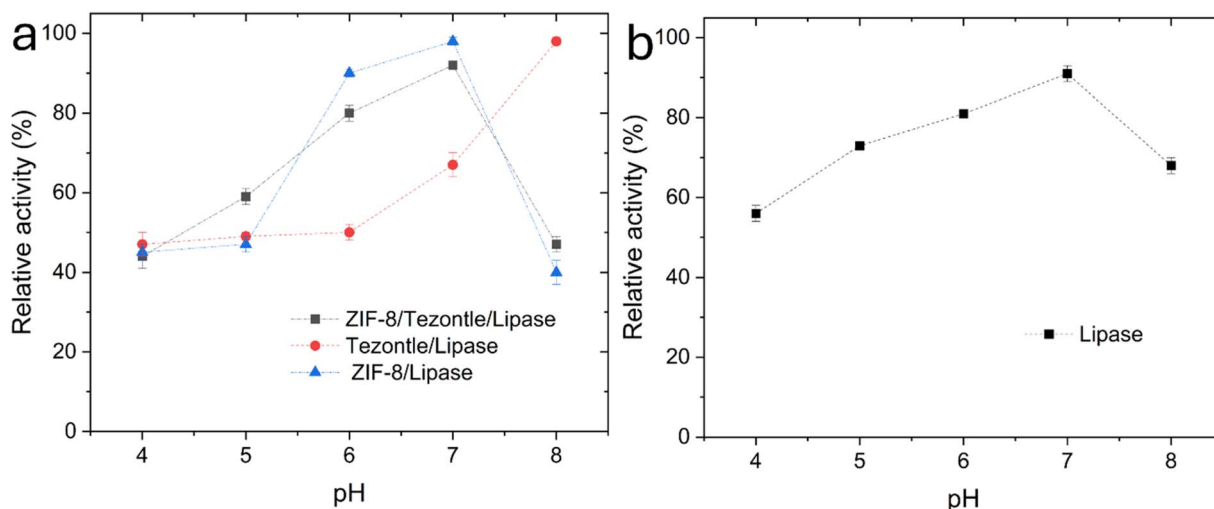 a
100
80
60
40
20
0
Relative activity (%)
4 5 6 7 8
pH
ZIF-8/Tezontle/Lipase
Tezontle/Lipase
ZIF-8/Lipase
b
100
80
60
40
20
0
Relative activity (%)
4 5 6 7 8
pH
Lipase